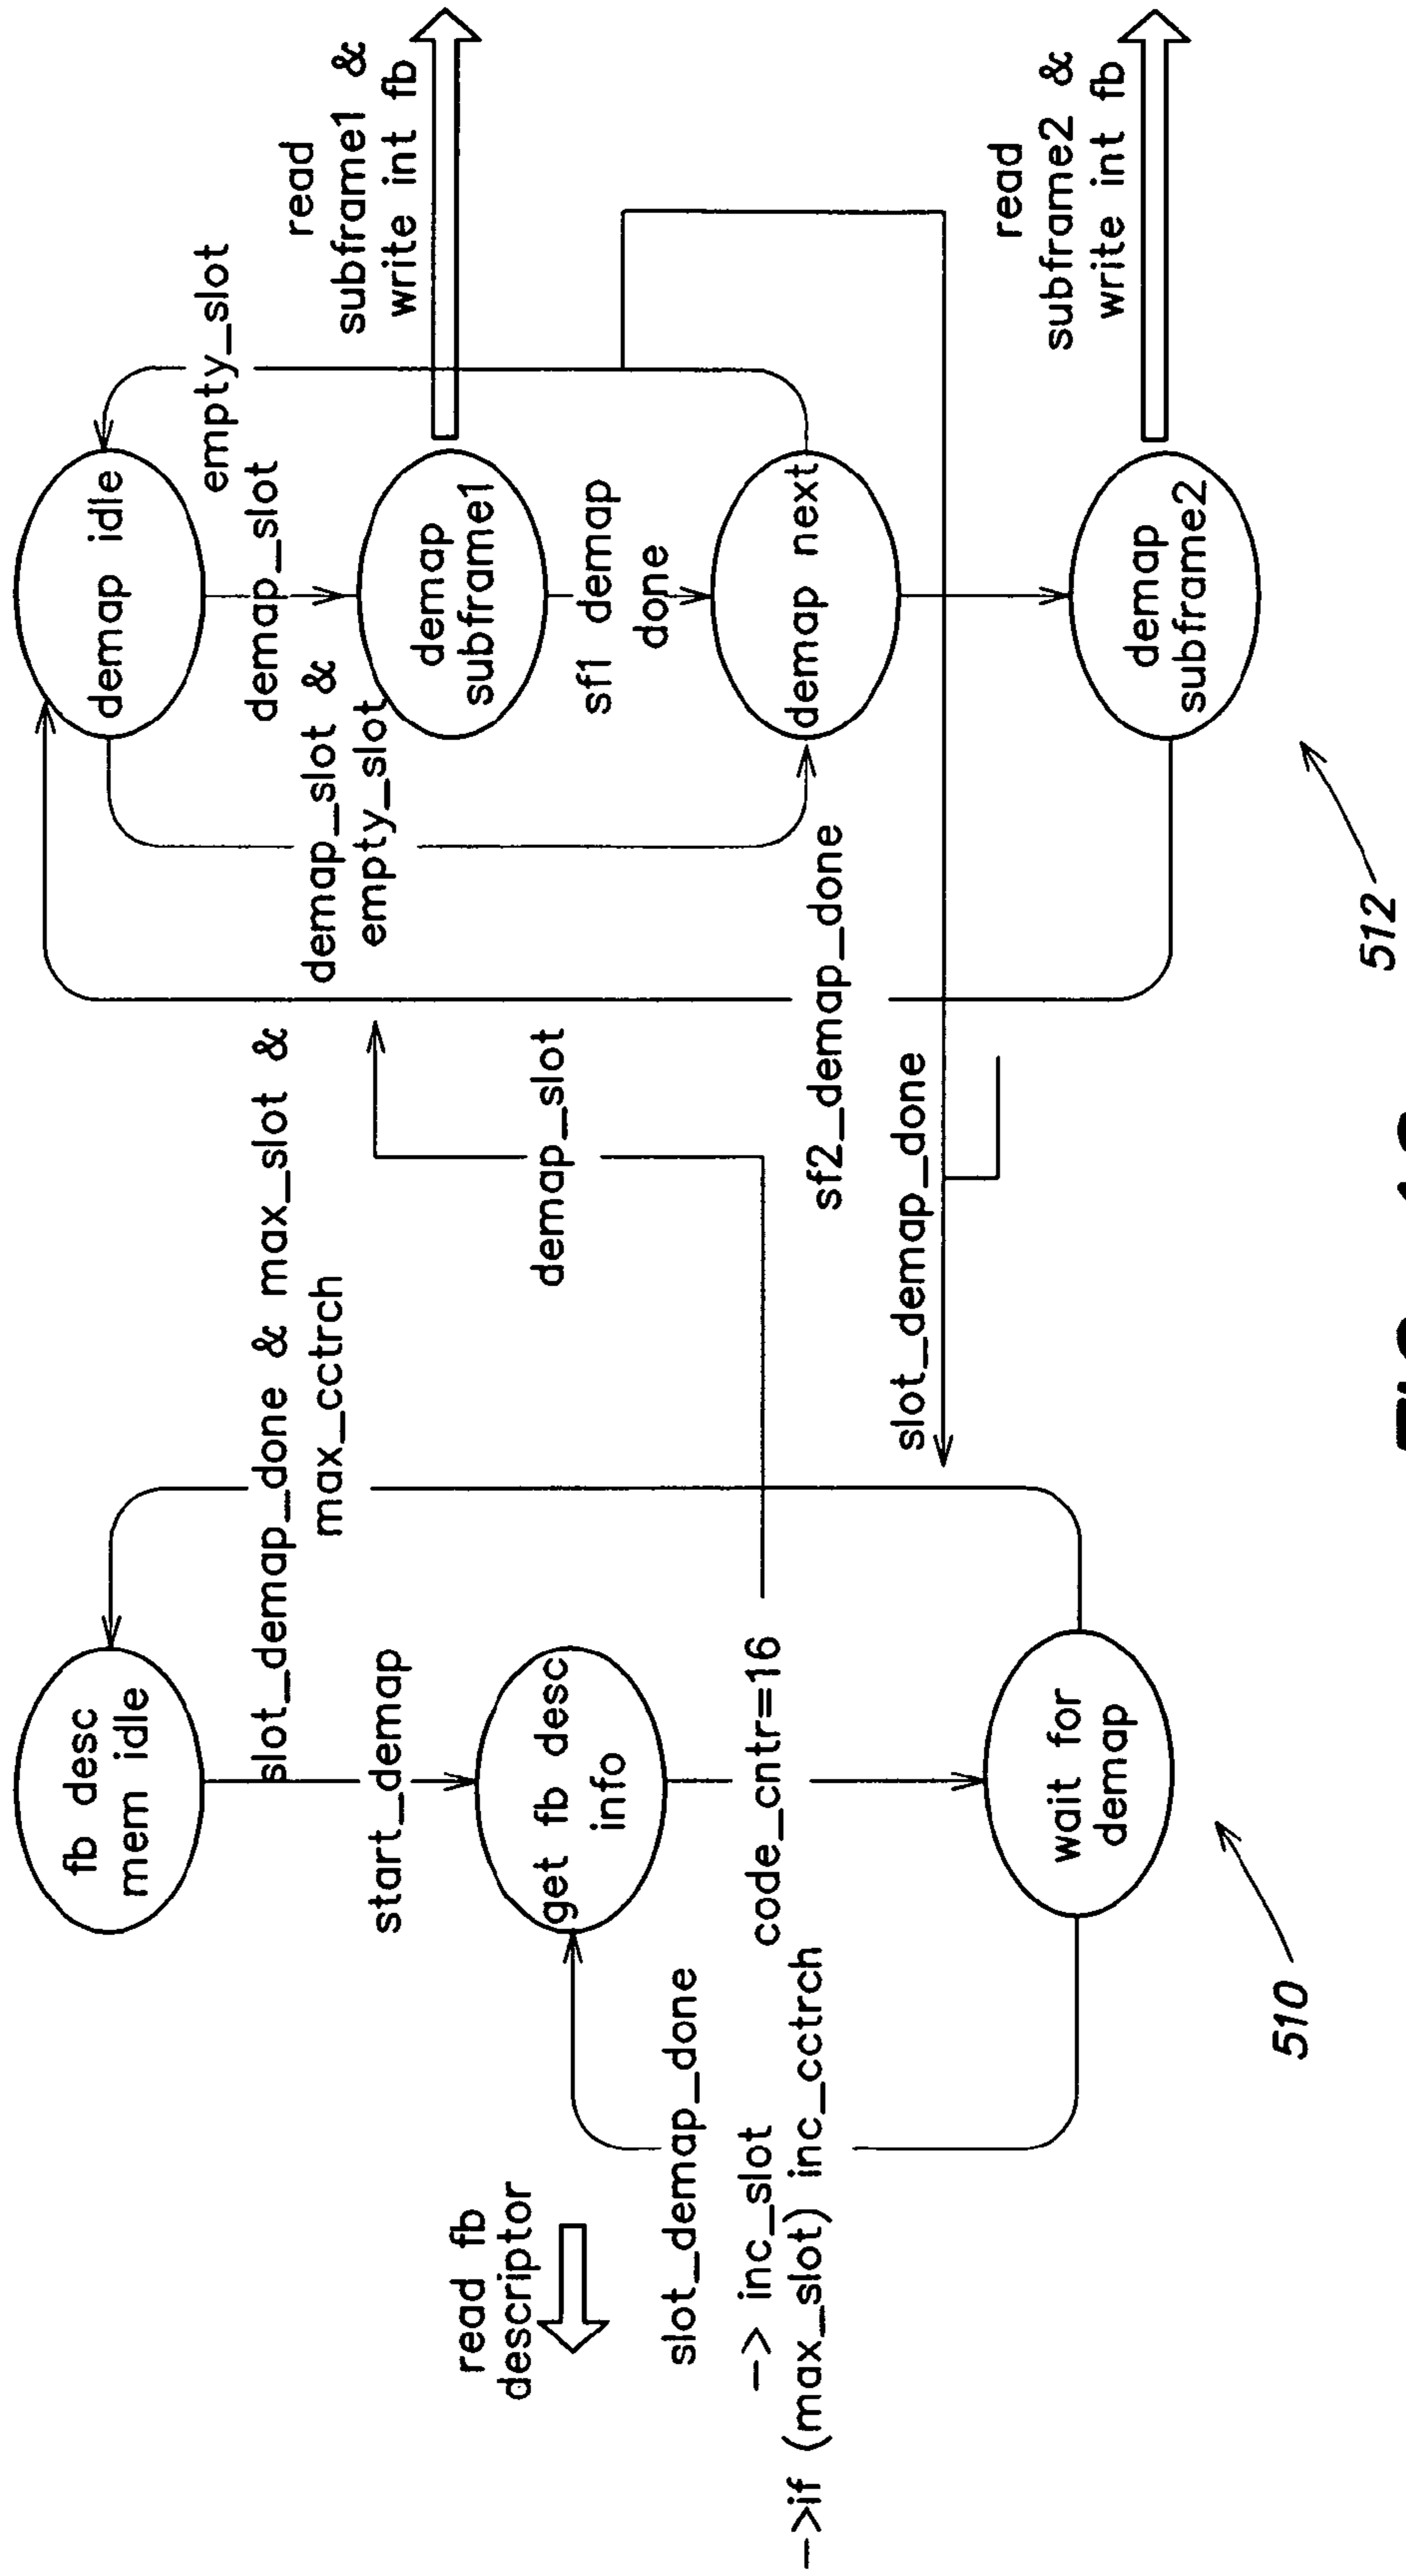 fb desc
mem idle
slot_demap_done & max_slot &
max_cctrch
start_demap
read fb
descriptor
get fb desc
info
slot_demap_done
-> inc_slot
->if (max_slot) inc_cctrch
code_cntr=16
wait for
demap
510
demap_slot
slot_demap_done
demap idle
empty_slot
demap_slot
demap_slot &
empty_slot
demap
subframe1
read
subframe1 &
write int fb
sf1 demap
done
demap next
sf2_demap_done
demap
subframe2
read
subframe2 &
write int fb
512